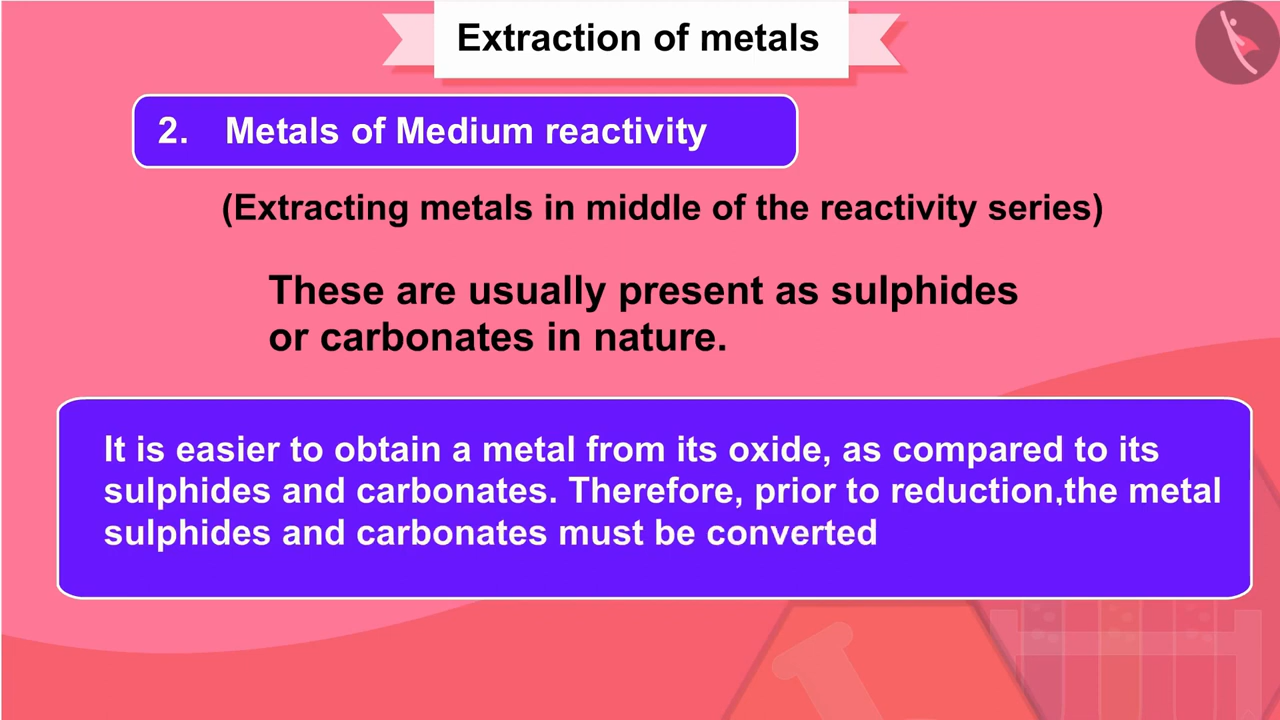 Extraction of metals
2. Metals of Medium reactivity
(Extracting metals in middle of the reactivity series)
These are usually present as sulphides
or carbonates in nature.
It is easier to obtain a metal from its oxide, as compared to its
sulphides and carbonates. Therefore, prior to reduction,the metal
sulphides and carbonates must be converted